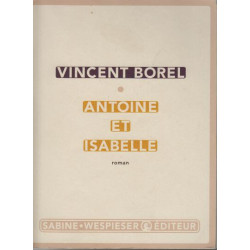 VINCENT BOREL
ANTOINE
ET
ISABELLE
roman
SABINE • WESPIESER ÉDITEUR